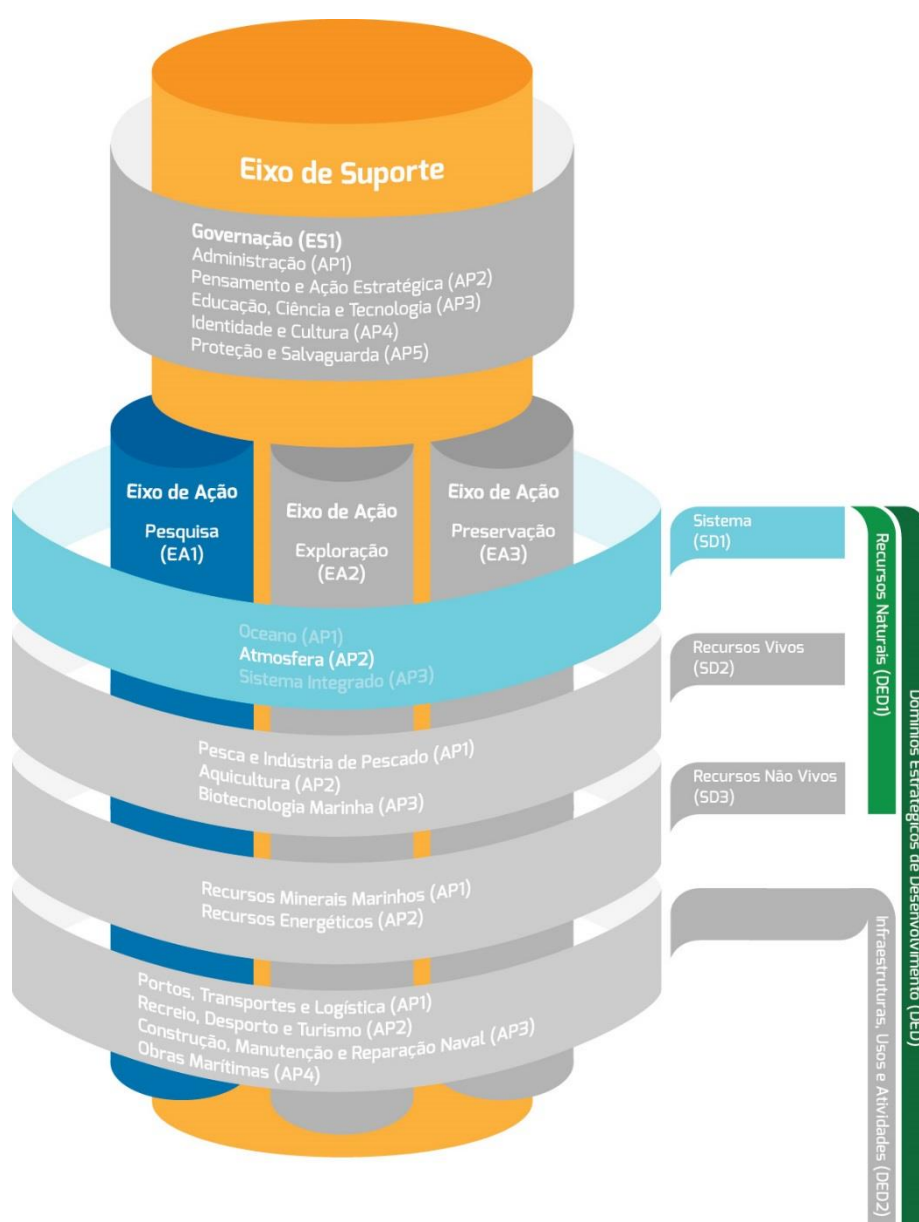 Eixo de Suporte
Governação (ES1)
Administração (AP1)
Pensamento e Ação Estratégica (AP2)
Educação, Ciência e Tecnologia (AP3)
Identidade e Cultura (AP4)
Proteção e Salvaguarda (AP5)
Eixo de Ação
Pesquisa
(EA1)
Eixo de Ação
Exploração
(EA2)
Eixo de Ação
Preservação
(EA3)
Oceano (AP1)
Atmosfera (AP2)
Sistema Integrado (AP3)
Pesca e Indústria de Pescado (AP1)
Aquicultura (AP2)
Biotecnologia Marinha (AP3)
Recursos Minerais Marinhos (AP1)
Recursos Energéticos (AP2)
Portos, Transportes e Logística (AP1)
Recreio, Desporto e Turismo (AP2)
Construção, Manutenção e Reparação Naval (AP3)
Obras Marítimas (AP4)
Sistema
(SD1)
Recursos Vivos
(SD2)
Recursos Não Vivos
(SD3)
Recursos Naturais (DED1)
Infraestruturas, Usos e Atividades (DED2)
Domínios Estratégicos de Desenvolvimento (DED)